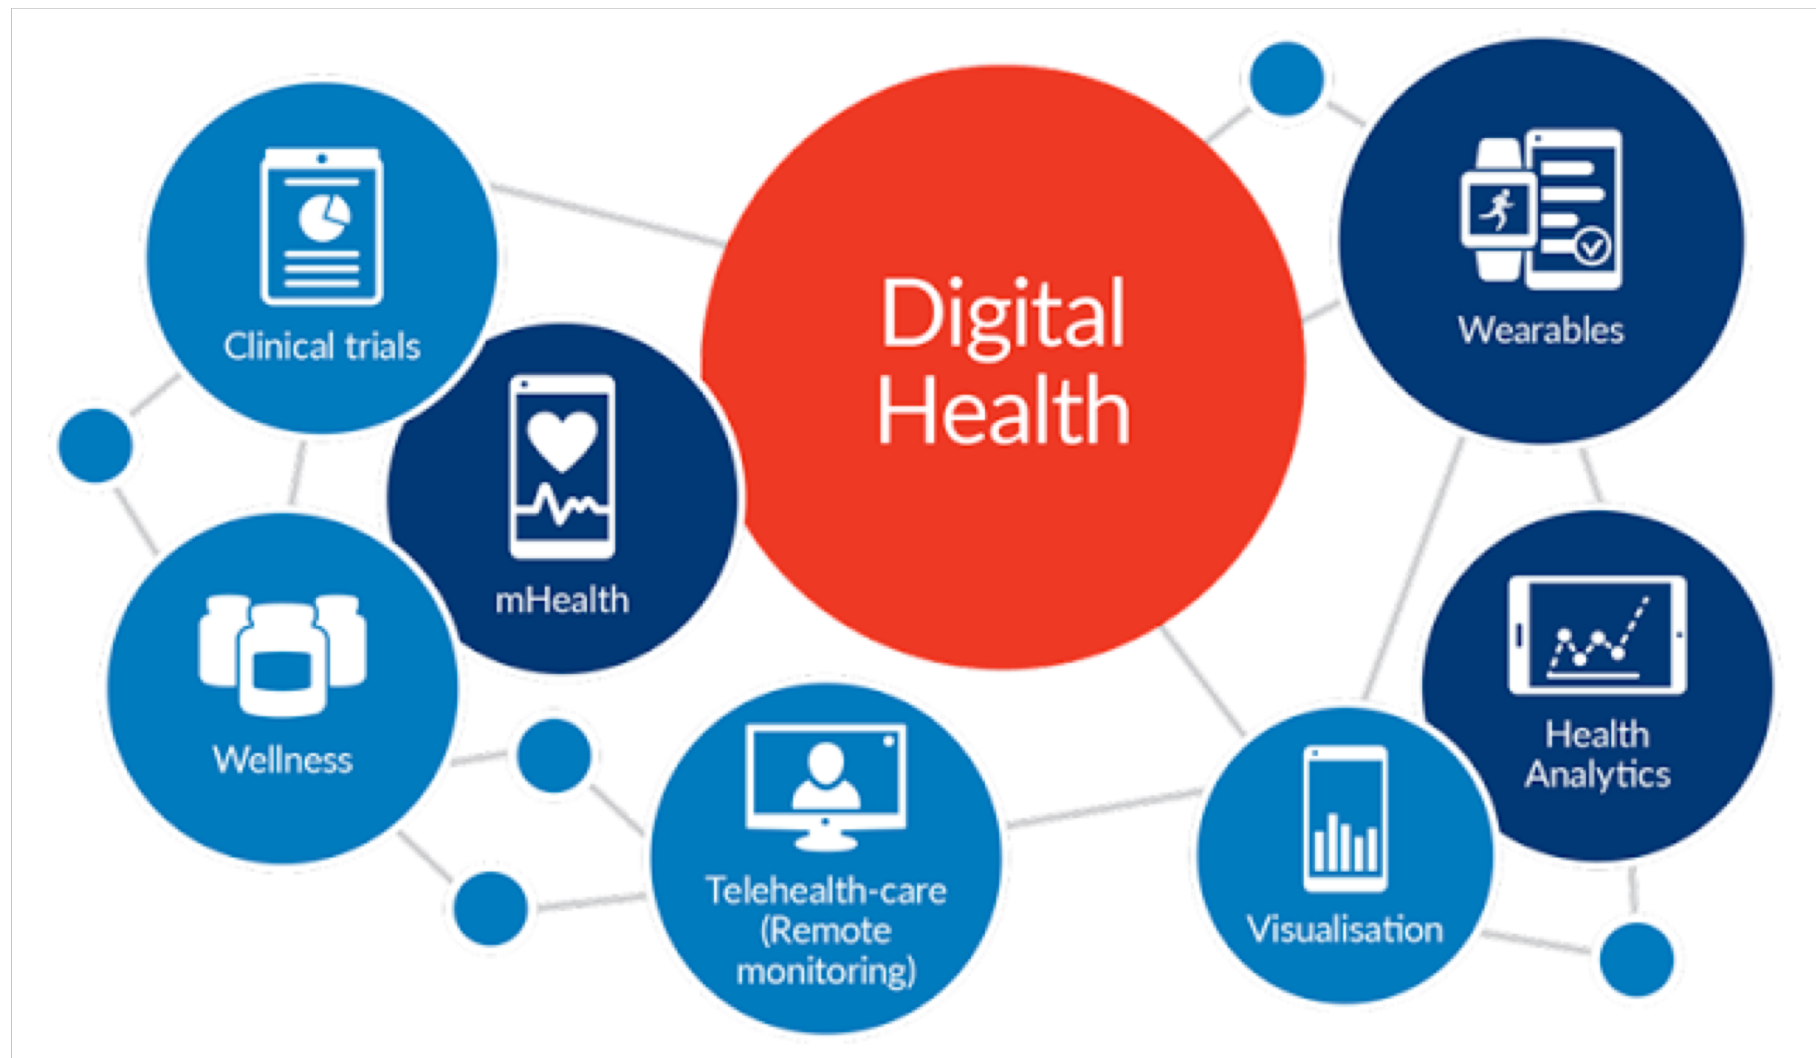 Digital
Health
Clinical trials
Wearables
mHealth
Wellness
Health
Analytics
Telehealth-care
(Remote
monitoring)
Visualisation